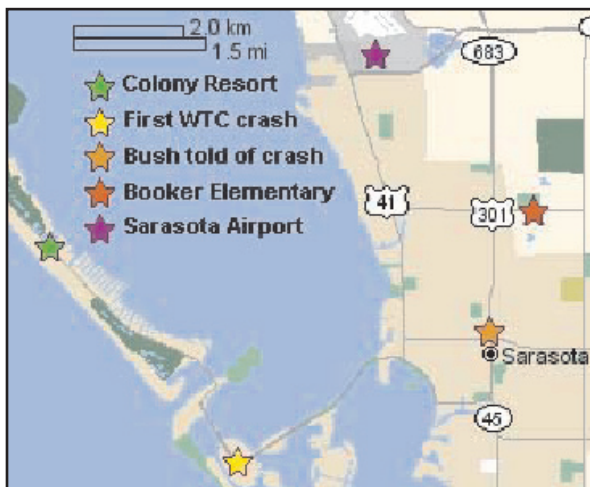 2.0 km
1.5 mi
Colony Resort
First WTC crash
Bush told of crash
Booker Elementary
Sarasota Airport
683
41
301
Sarasota
45